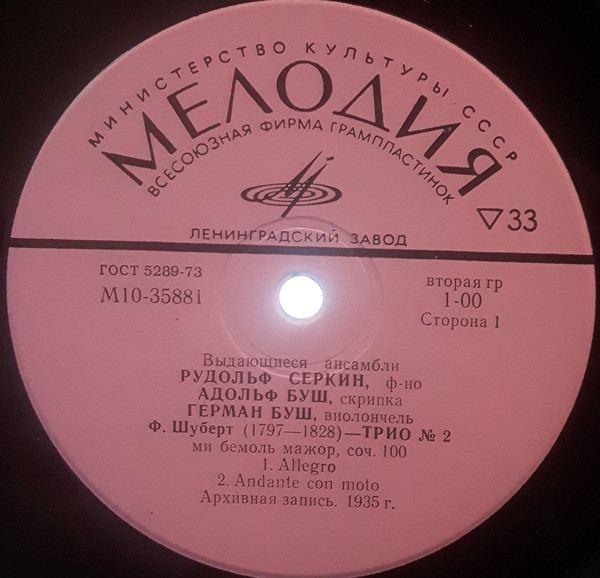 МИНИСТЕРСТВО КУЛЬТУРЫ СССР
МЕЛОДИЯ
ВСЕСОЮЗНАЯ ФИРМА ГРАМПЛАСТИНОК
▽33
ЛЕНИНГРАДСКИЙ ЗАВОД
ГОСТ 5289-73
М10-35881
вторая гр
1-00
Сторона 1
Выдающиеся ансамбли
РУДОЛЬФ СЕРКИН, ф-но
АДОЛЬФ БУШ, скрипка
ГЕРМАН БУШ, виолончель
Ф. Шуберт (1797—1828)—ТРИО № 2
ми бемоль мажор, соч. 100
1. Allegro
2. Andante con moto
Архивная запись. 1935 г.